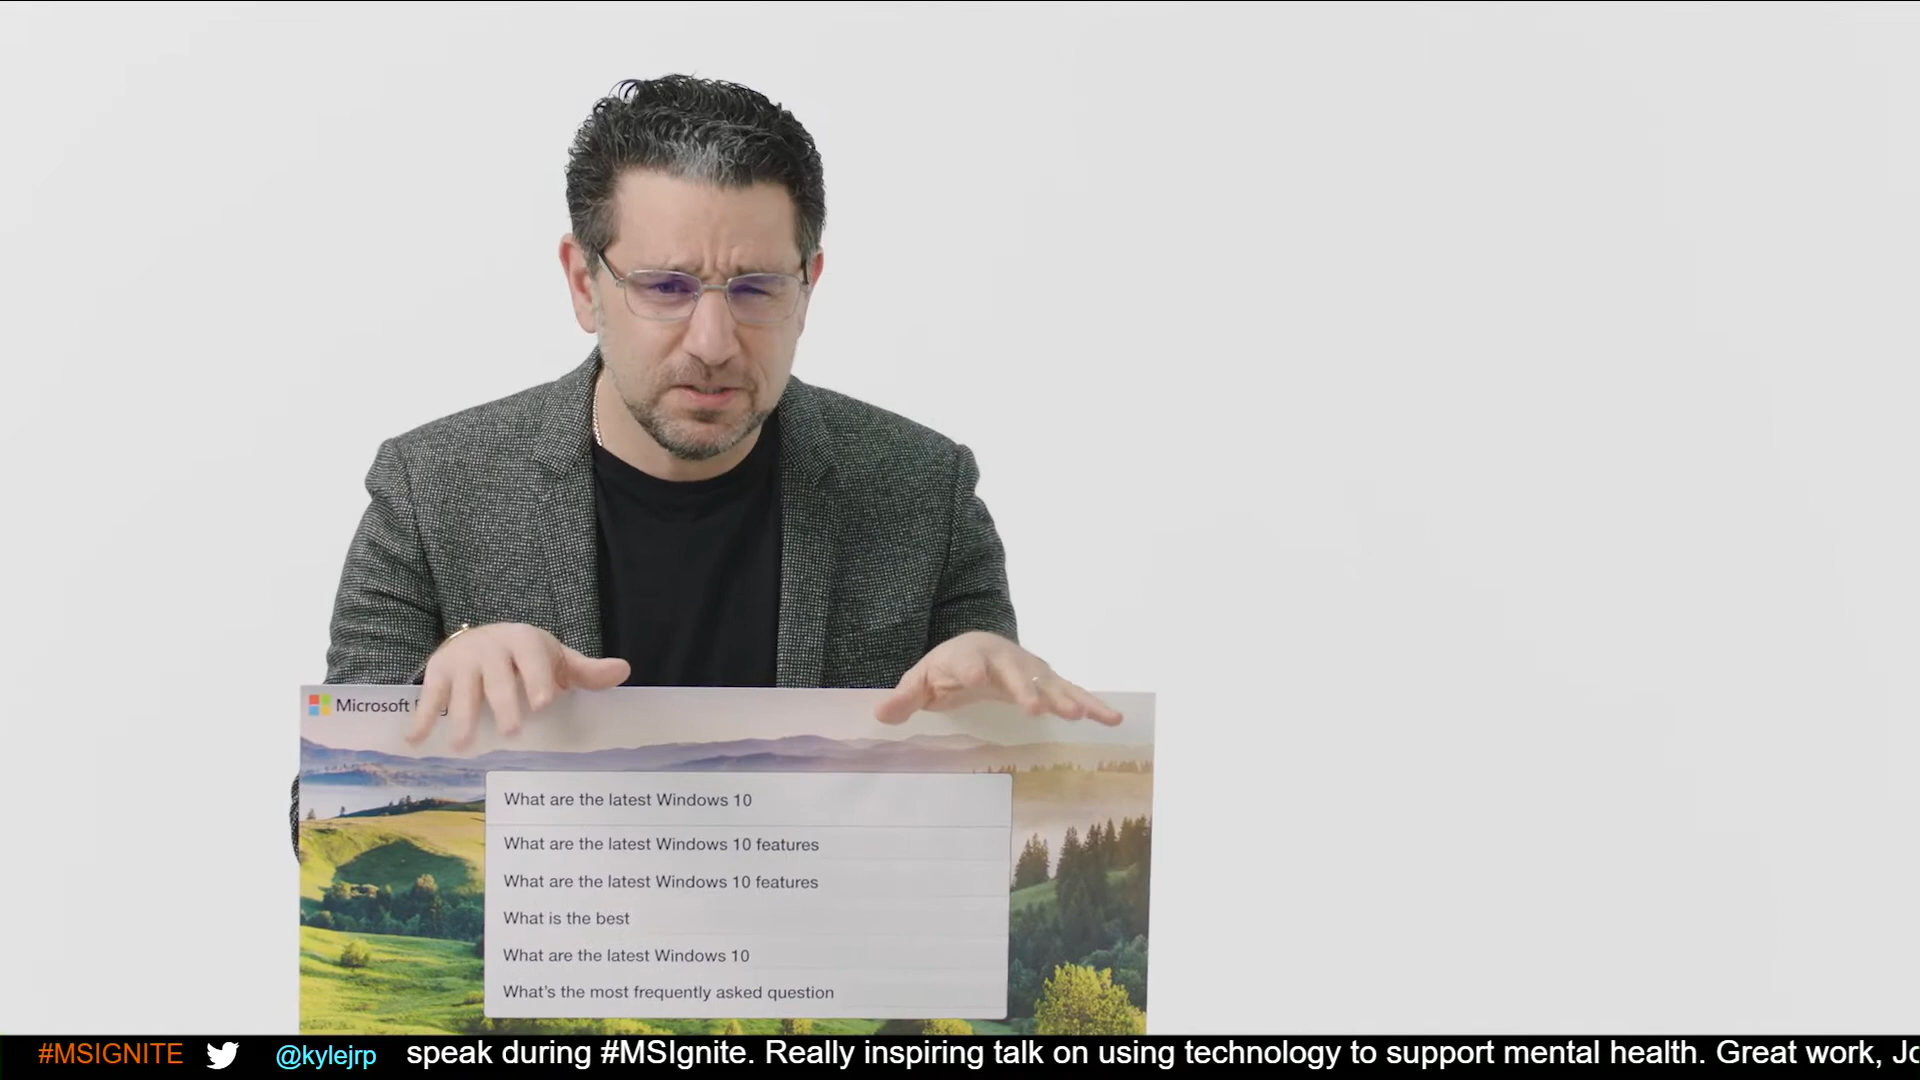 Microsoft
What are the latest Windows 10
What are the latest Windows 10 features
What are the latest Windows 10 features
What is the best
What are the latest Windows 10
What's the most frequently asked question
#MSIGNITE @kylejrp speak during #MSIgnite. Really inspiring talk on using technology to support mental health. Great work, Jo